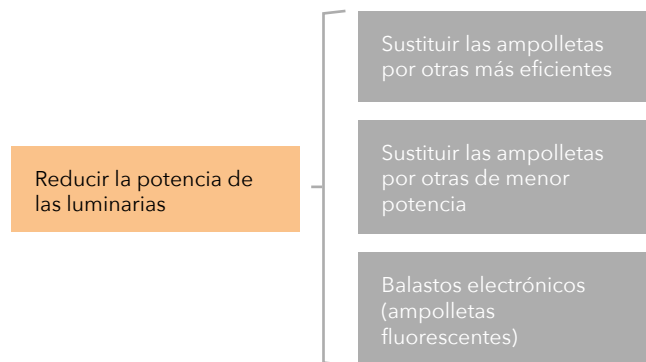 Reducir la potencia de
las luminarias
Sustituir las ampolletas
por otras más eficientes
Sustituir las ampolletas
por otras de menor
potencia
Balastos electrónicos
(ampolletas
fluorescentes)